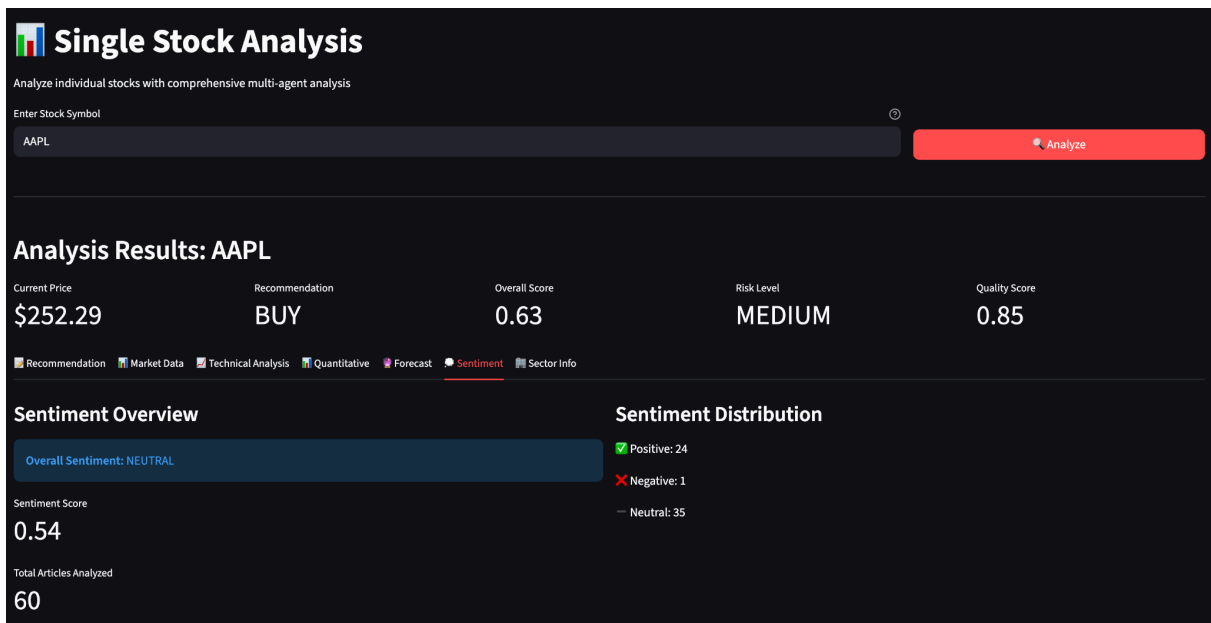 📊 Single Stock Analysis
Analyze individual stocks with comprehensive multi-agent analysis
Enter Stock Symbol
AAPL
🔍 Analyze
Analysis Results: AAPL
Current Price
$252.29
Recommendation
BUY
Overall Score
0.63
Risk Level
MEDIUM
Quality Score
0.85
📝 Recommendation 📊 Market Data 📈 Technical Analysis 📊 Quantitative 🔮 Forecast 💭 Sentiment 🏢 Sector Info
Sentiment Overview
Overall Sentiment: NEUTRAL
Sentiment Score
0.54
Total Articles Analyzed
60
Sentiment Distribution
✅ Positive: 24
❌ Negative: 1
➖ Neutral: 35